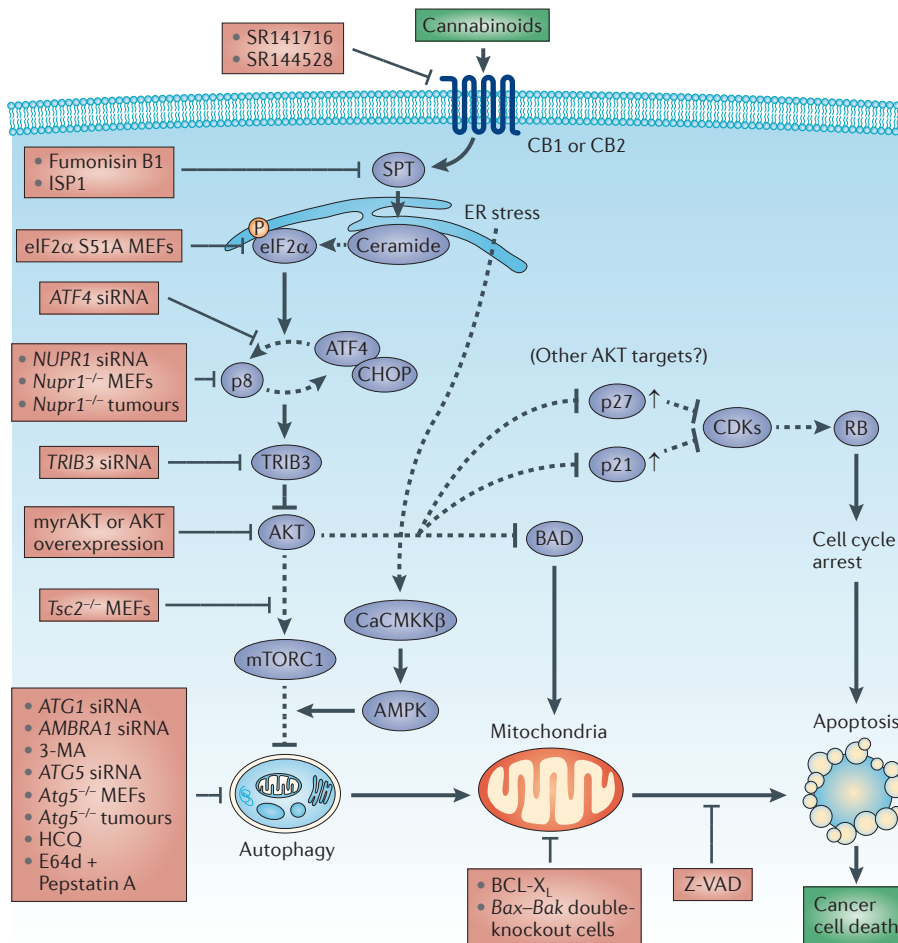 • SR141716
• SR144528
Cannabinoids
CB1 or CB2
• Fumonisin B1
• ISP1
SPT
ER stress
P
eIF2α S51A MEFs
eIF2α
Ceramide
ATF4 siRNA
ATF4
CHOP
(Other AKT targets?)
• NUPR1 siRNA
• Nupr1⁻/⁻ MEFs
• Nupr1⁻/⁻ tumours
p8
p27 ↑
CDKs
RB
TRIB3 siRNA
TRIB3
p21 ↑
myrAKT or AKT
overexpression
AKT
BAD
Cell cycle
arrest
Tsc2⁻/⁻ MEFs
CaCMKKβ
mTORC1
AMPK
• ATG1 siRNA
• AMBRA1 siRNA
• 3-MA
• ATG5 siRNA
• Atg5⁻/⁻ MEFs
• Atg5⁻/⁻ tumours
• HCQ
• E64d +
Pepstatin A
Mitochondria
Apoptosis
Autophagy
• BCL-X_L
• Bax–Bak double-
knockout cells
Z-VAD
Cancer
cell death